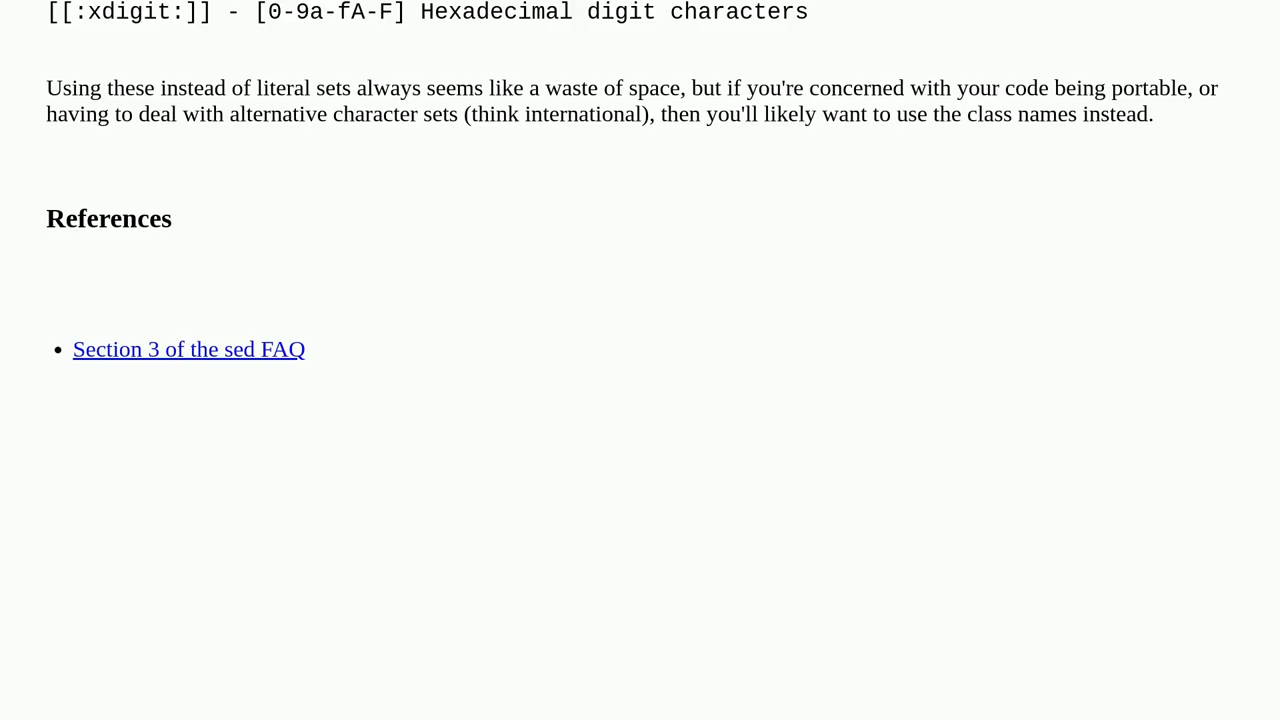 [[:xdigit:]] - [0-9a-fA-F] Hexadecimal digit characters
Using these instead of literal sets always seems like a waste of space, but if you're concerned with your code being portable, or
having to deal with alternative character sets (think international), then you'll likely want to use the class names instead.
References
• Section 3 of the sed FAQ